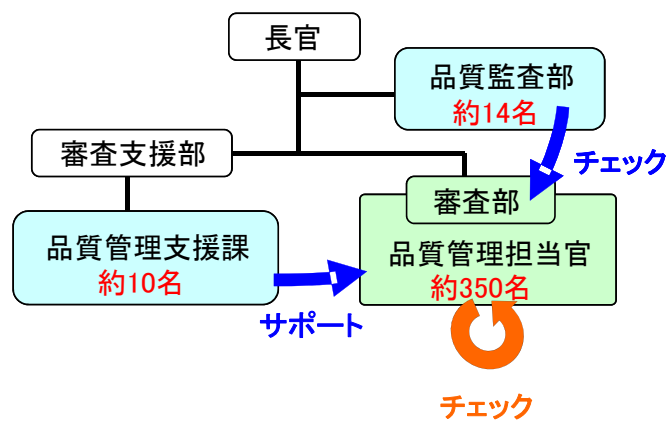 長官
品質監査部
約14名
チェック
審査支援部
審査部
品質管理支援課
約10名
品質管理担当官
約350名
サポート
チェック